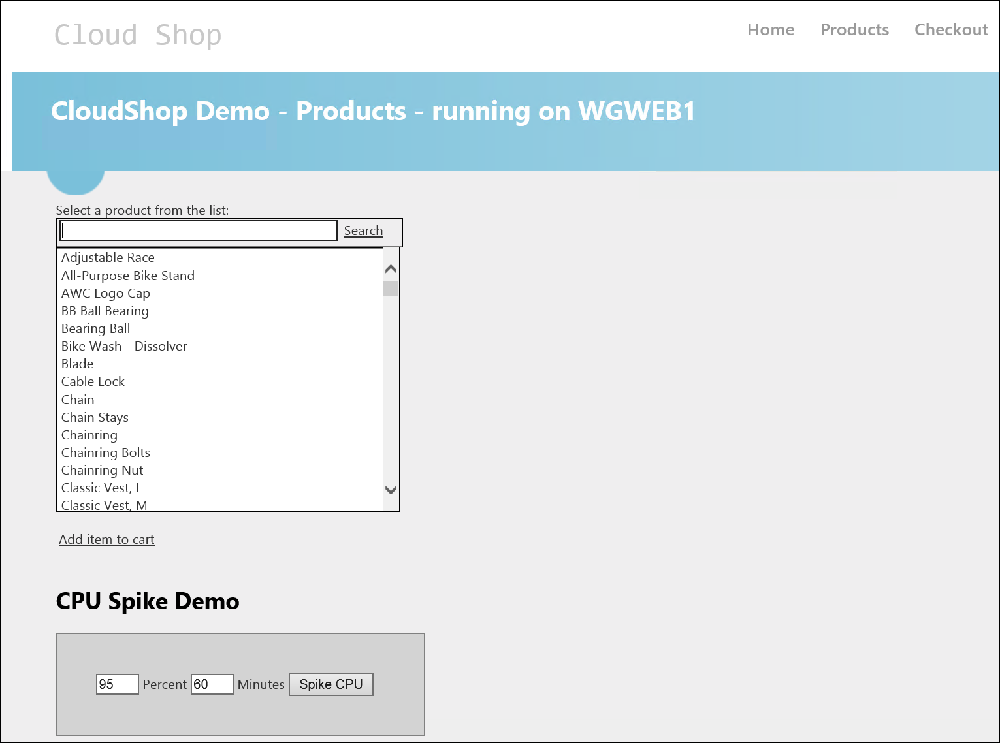 Cloud Shop
Home Products Checkout
CloudShop Demo - Products - running on WGWEB1
Select a product from the list:
Search
Adjustable Race
All-Purpose Bike Stand
AWC Logo Cap
BB Ball Bearing
Bearing Ball
Bike Wash - Dissolver
Blade
Cable Lock
Chain
Chain Stays
Chainring
Chainring Bolts
Chainring Nut
Classic Vest, L
Classic Vest, M
Add item to cart
CPU Spike Demo
95 Percent 60 Minutes Spike CPU